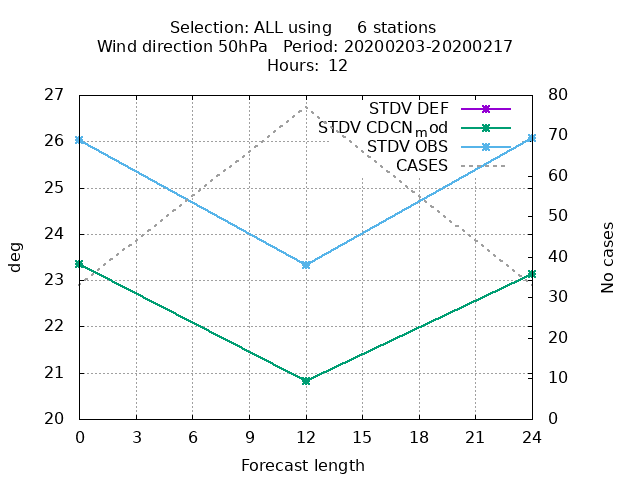 Selection: ALL using     6 stations
Wind direction 50hPa   Period: 20200203-20200217
Hours: 12
27 80
STDV DEF
STDV CDCN_mod
STDV OBS
CASES
26 70
25 60
24 50
23 40
22 30
21 20
20 10
0
deg
No cases
0 3 6 9 12 15 18 21 24
Forecast length